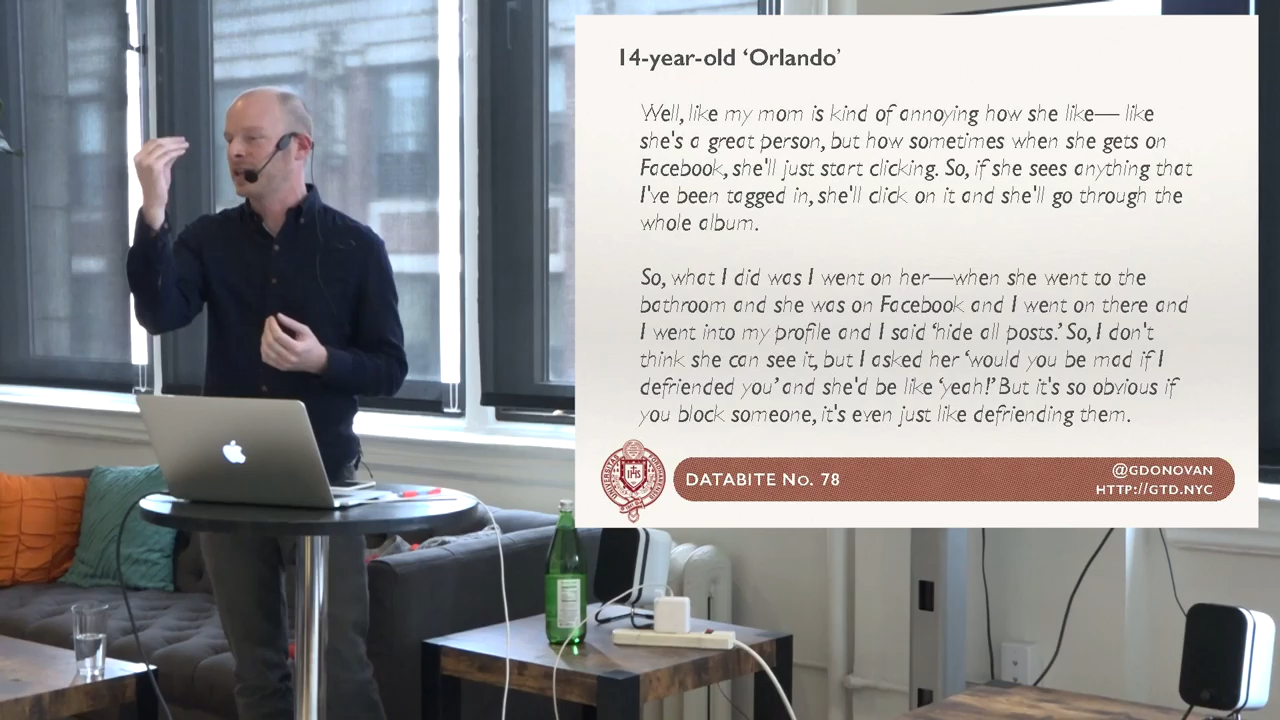 14-year-old ‘Orlando’
Well, like my mom is kind of annoying how she like— like
she's a great person, but how sometimes when she gets on
Facebook, she'll just start clicking. So, if she sees anything that
I've been tagged in, she'll click on it and she'll go through the
whole album.
So, what I did was I went on her—when she went to the
bathroom and she was on Facebook and I went on there and
I went into my profile and I said ‘hide all posts.’ So, I don't
think she can see it, but I asked her ‘would you be mad if I
defriended you’ and she'd be like ‘yeah!’ But it's so obvious if
you block someone, it's even just like defriending them.
IHS
DATABITE No. 78
@GDONOVAN
HTTP://GTD.NYC